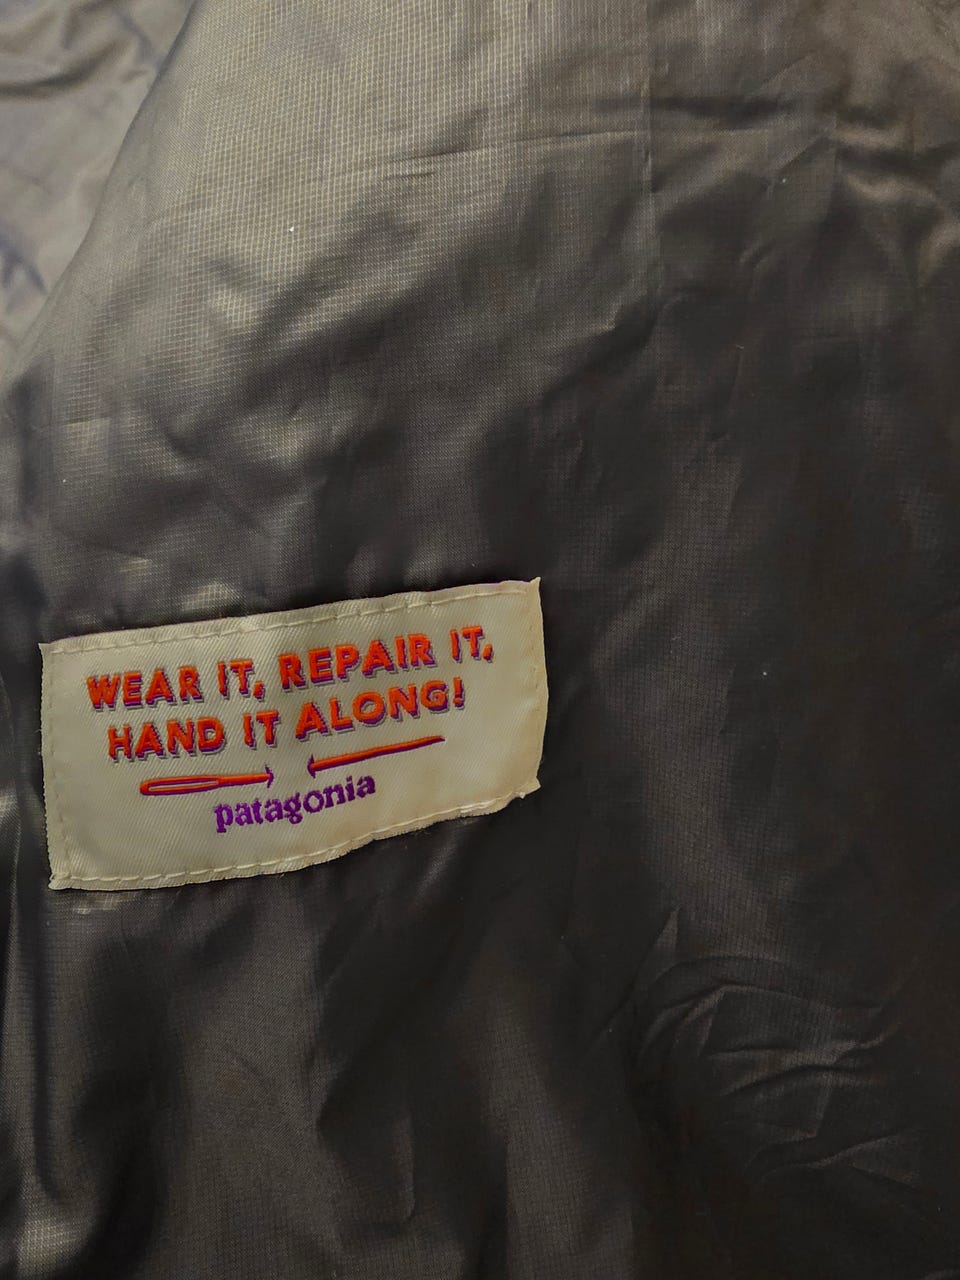 WEAR IT, REPAIR IT,
HAND IT ALONG!
patagonia